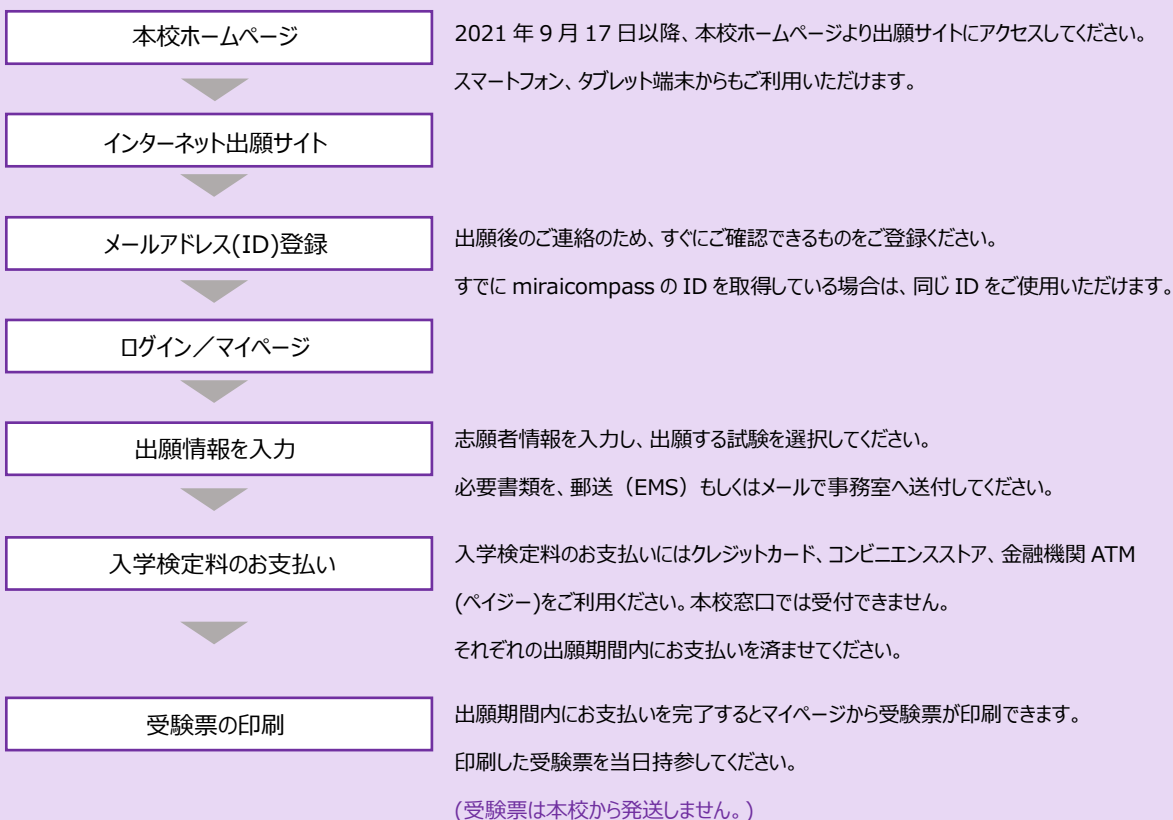 本校ホームページ
2021 年 9 月 17 日以降、本校ホームページより出願サイトにアクセスしてください。
スマートフォン、タブレット端末からもご利用いただけます。
インターネット出願サイト
メールアドレス(ID)登録
出願後のご連絡のため、すぐにご確認できるものをご登録ください。
すでに miraicompass の ID を取得している場合は、同じ ID をご使用いただけます。
ログイン／マイページ
出願情報を入力
志願者情報を入力し、出願する試験を選択してください。
必要書類を、郵送（EMS）もしくはメールで事務室へ送付してください。
入学検定料のお支払い
入学検定料のお支払いにはクレジットカード、コンビニエンスストア、金融機関 ATM
(ペイジー)をご利用ください。本校窓口では受付できません。
それぞれの出願期間内にお支払いを済ませてください。
受験票の印刷
出願期間内にお支払いを完了するとマイページから受験票が印刷できます。
印刷した受験票を当日持参してください。
(受験票は本校から発送しません。)